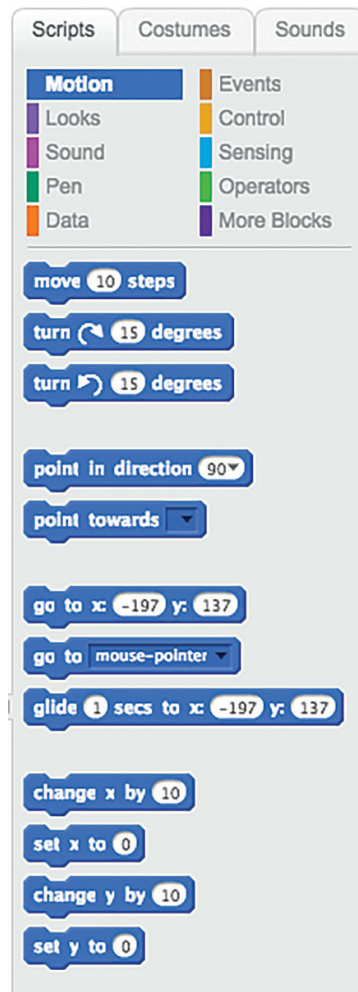 Scripts Costumes Sounds
Motion Events
Looks Control
Sound Sensing
Pen Operators
Data More Blocks
move 10 steps
turn 15 degrees
turn 15 degrees
point in direction 90
point towards
go to x: -197 y: 137
go to mouse-pointer
glide 1 secs to x: -197 y: 137
change x by 10
set x to 0
change y by 10
set y to 0